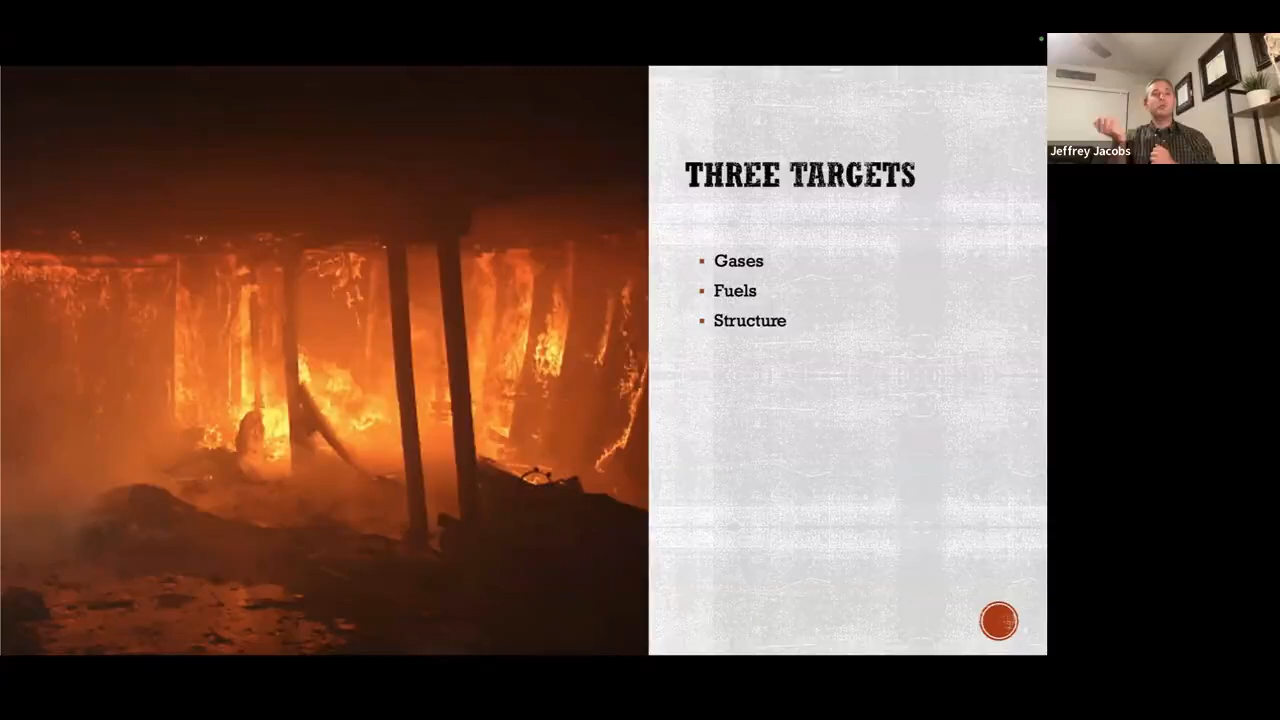 THREE TARGETS
Gases
Fuels
Structure
Jeffrey Jacobs